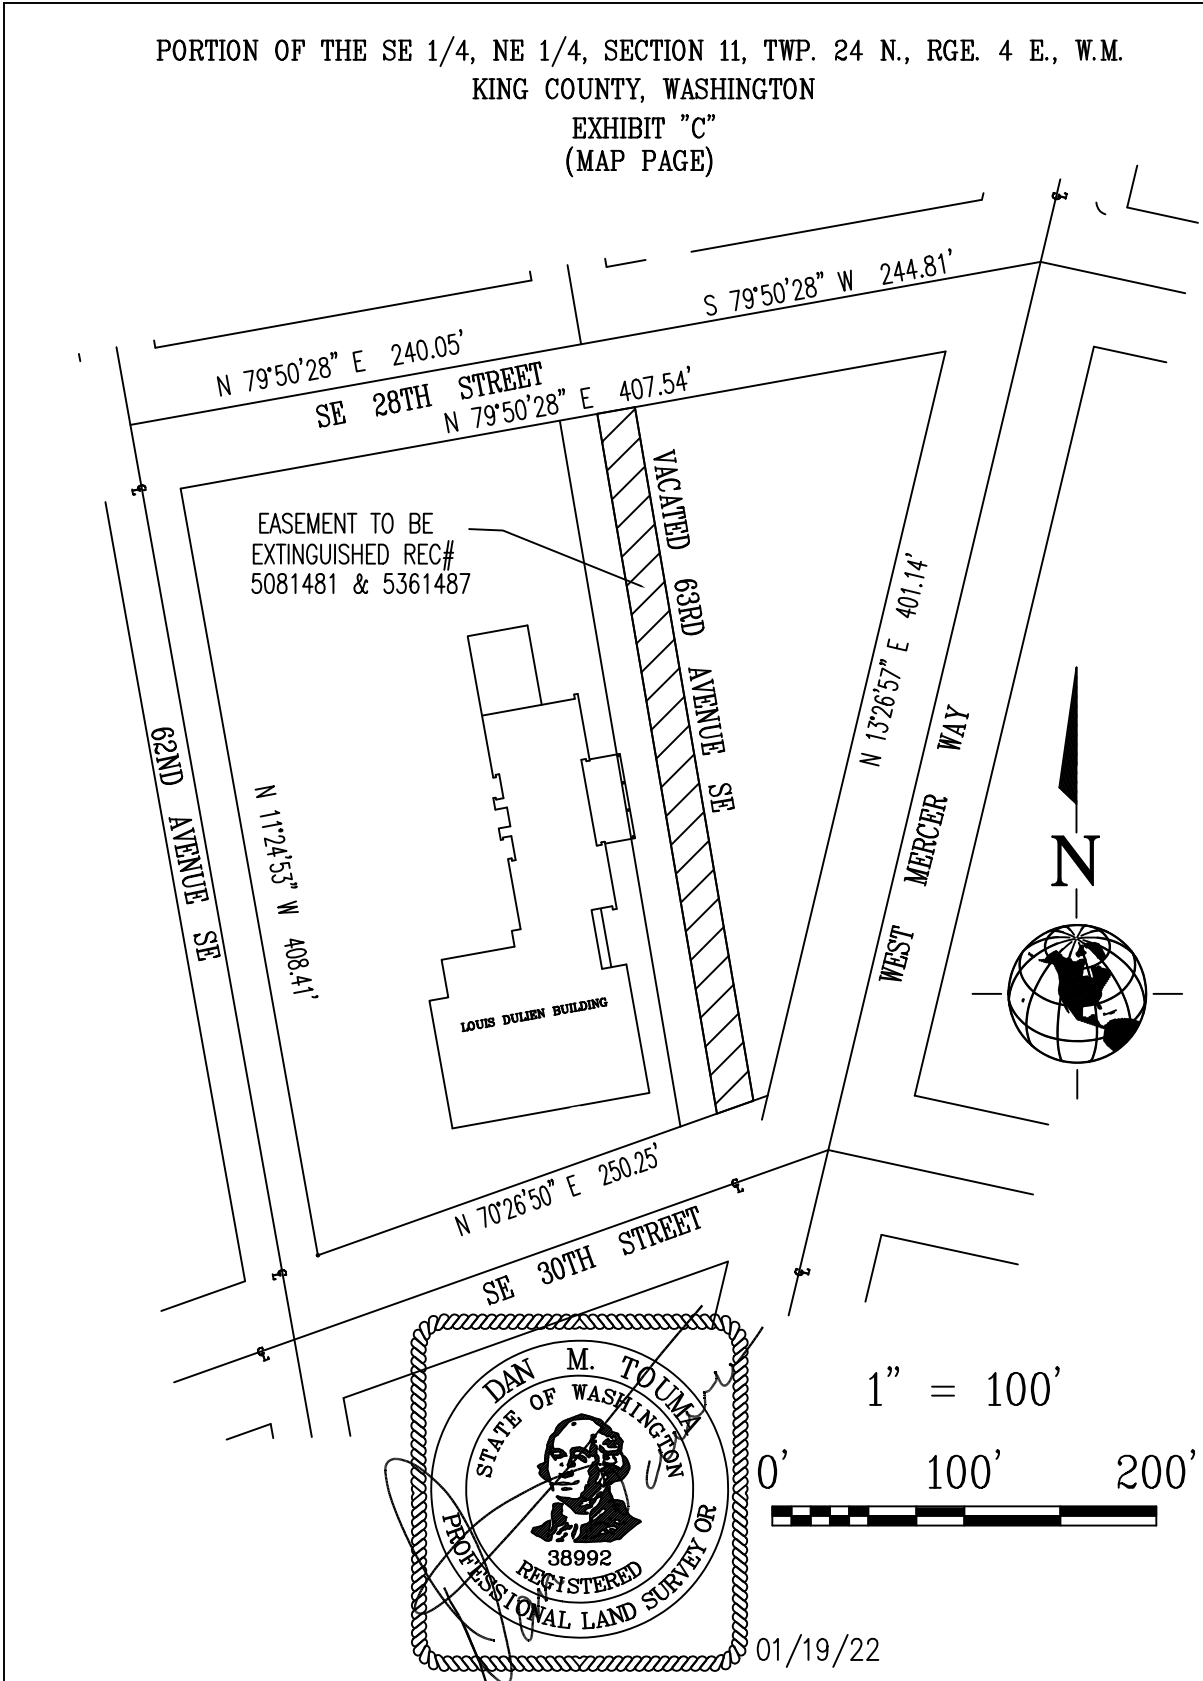 PORTION OF THE SE 1/4, NE 1/4, SECTION 11, TWP. 24 N., RGE. 4 E., W.M.
KING COUNTY, WASHINGTON
EXHIBIT "C"
(MAP PAGE)
S 79°50'28" W 244.81'
N 79°50'28" E 240.05'
SE 28TH STREET
N 79°50'28" E 407.54'
EASEMENT TO BE
EXTINGUISHED REC#
5081481 & 5361487
VACATED 63RD AVENUE SE
N 13°26'57" E 401.14'
WEST MERCER WAY
62ND AVENUE SE
N 11°24'53" W 408.41'
LOUIS DULIEN BUILDING
N
N 70°26'50" E 250.25'
SE 30TH STREET
1" = 100'
0' 100' 200'
DAN M. TOUMA
STATE OF WASHINGTON
38992
REGISTERED
PROFESSIONAL LAND SURVEY OR
01/19/22